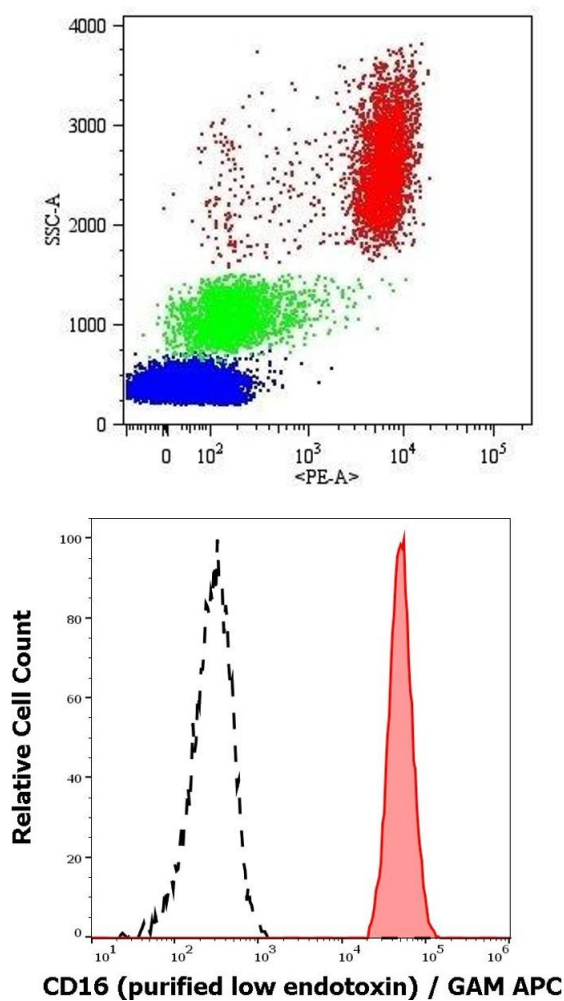 4000
3000
SSC-A
2000
1000
0
0 10² 10³ 10⁴ 10⁵
<PE-A>
100
80
Relative Cell Count
60
40
20
0
10¹ 10² 10³ 10⁴ 10⁵ 10⁶
CD16 (purified low endotoxin) / GAM APC